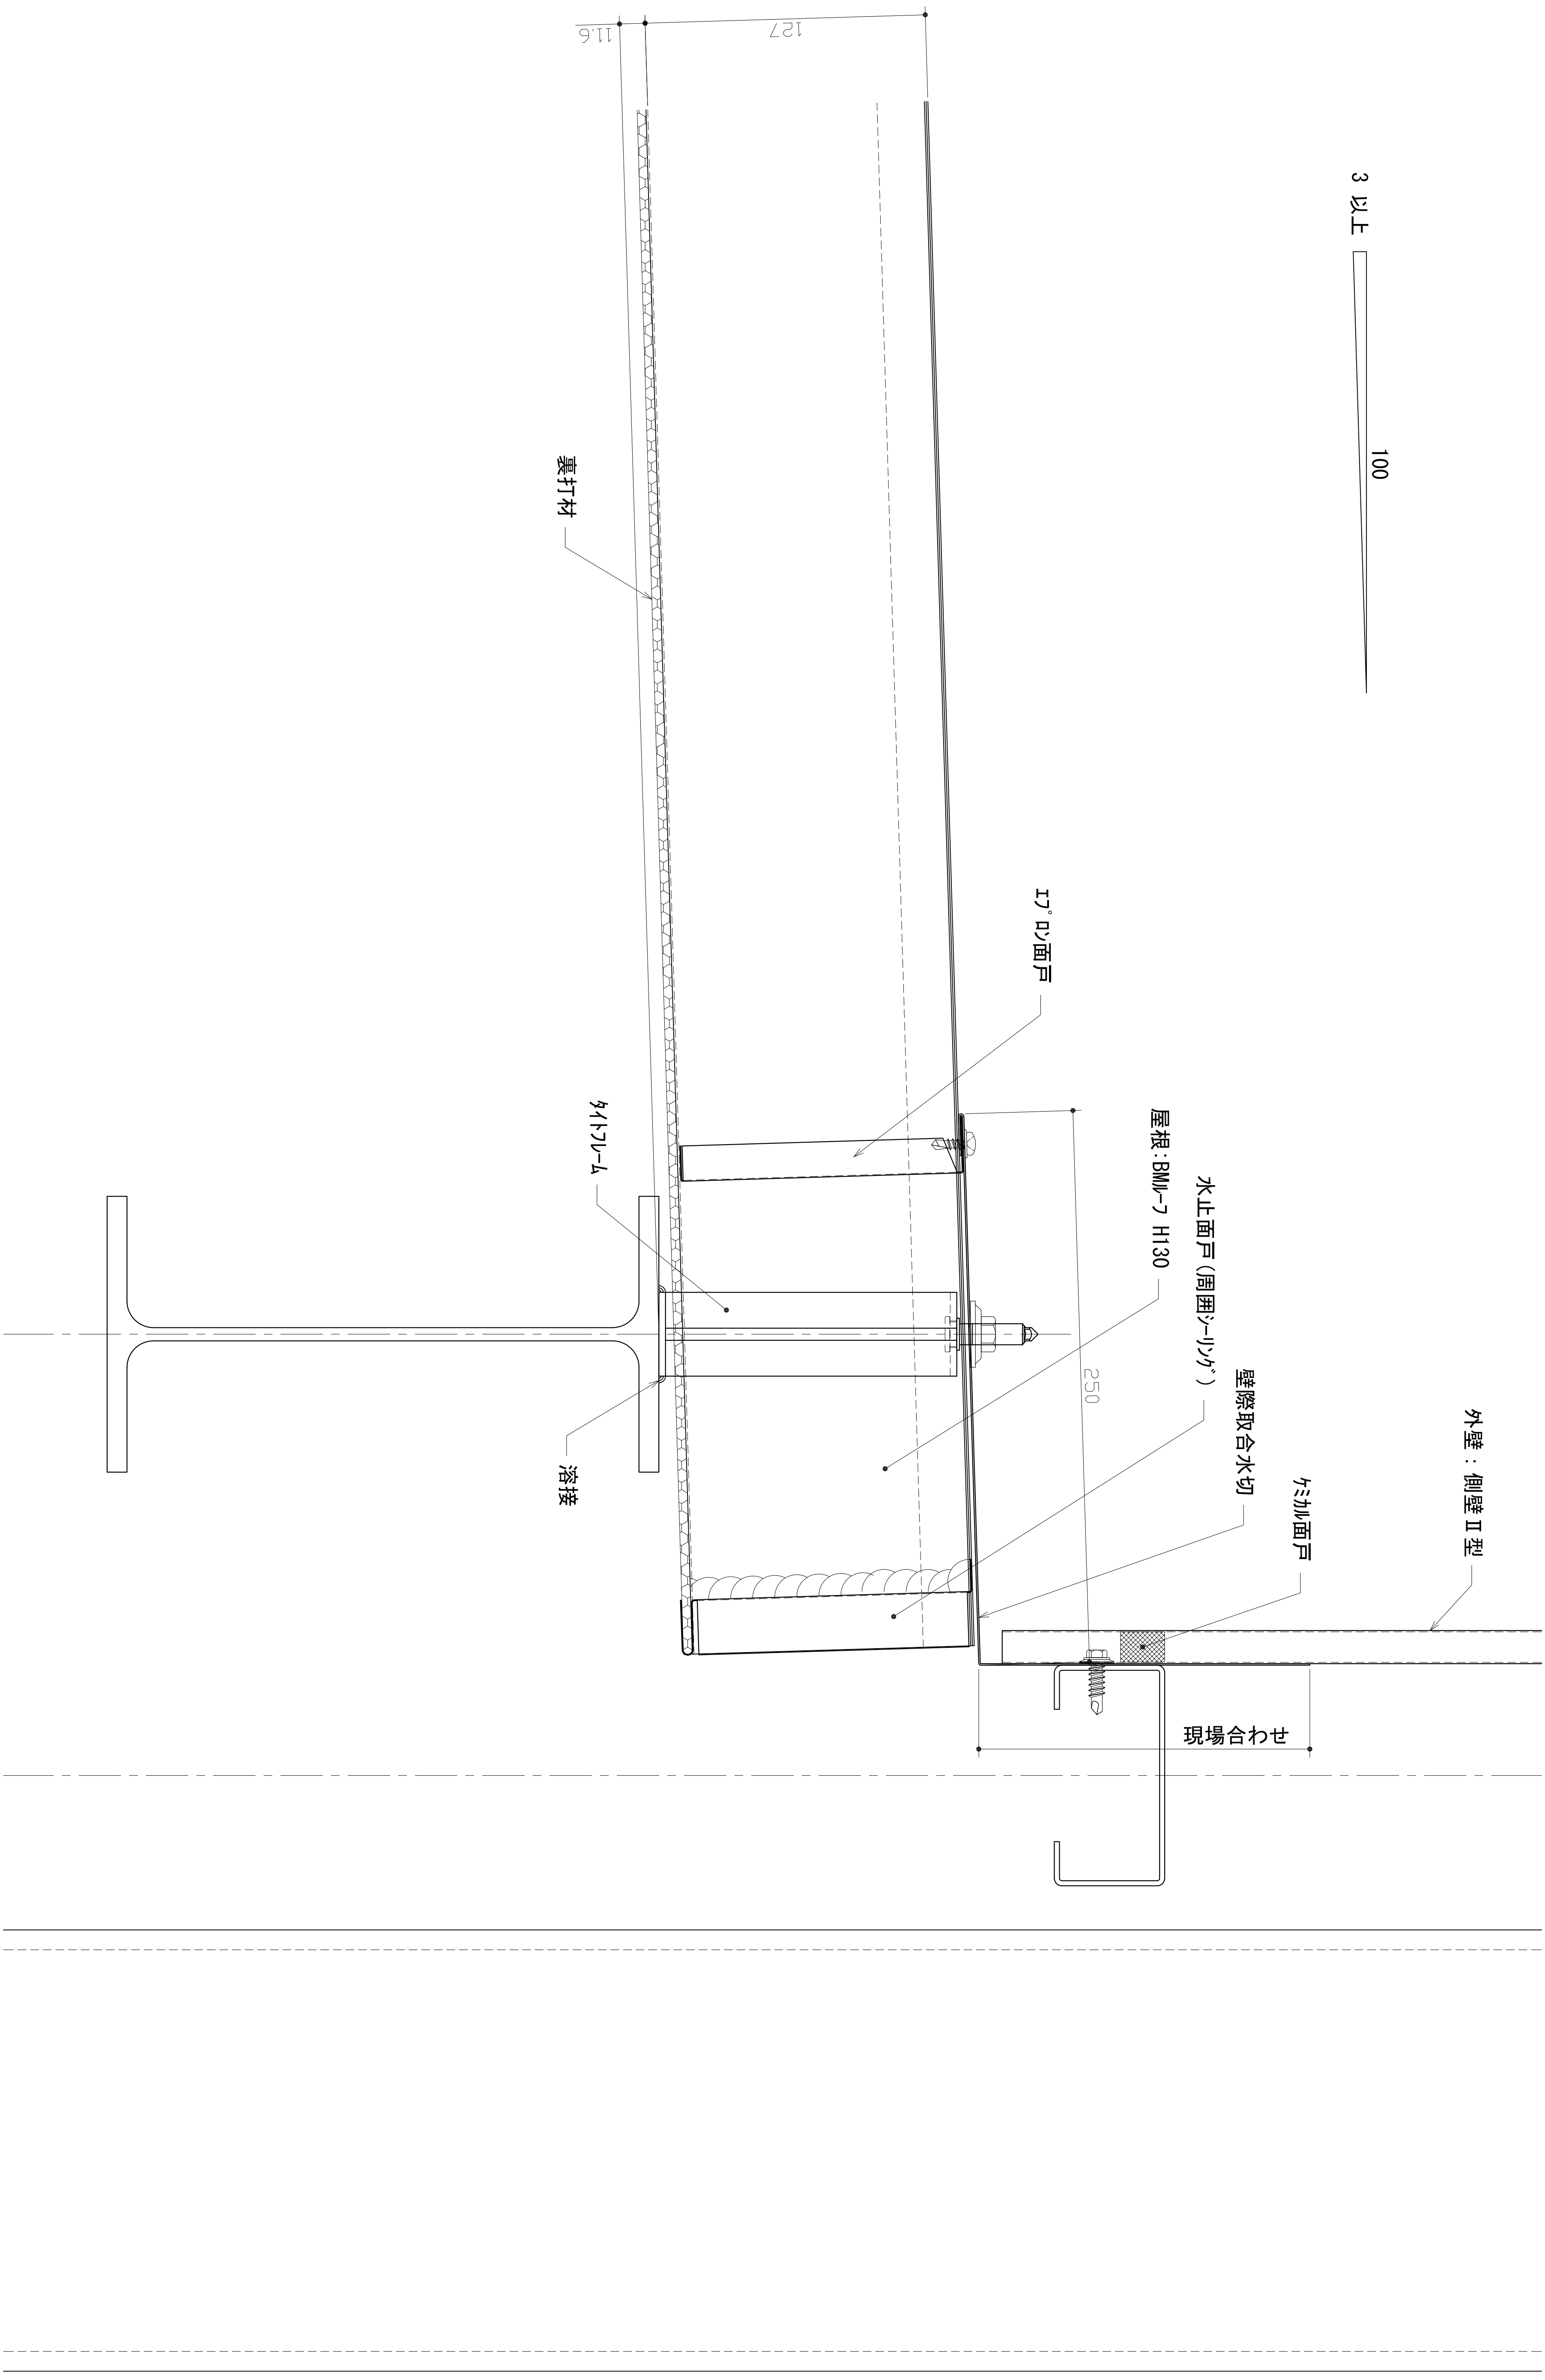 3 以上
100
外壁：側壁Ⅱ型
ｹﾐｶﾙ面戸
壁際取合水切
水止面戸（周囲ｼｰﾘﾝｸﾞ）
屋根：BMﾙｰﾌ H130
ｴﾌﾟﾛﾝ面戸
250
現場合わせ
127
11.6
裏打材
ﾀｲﾄﾌﾚｰﾑ
溶接